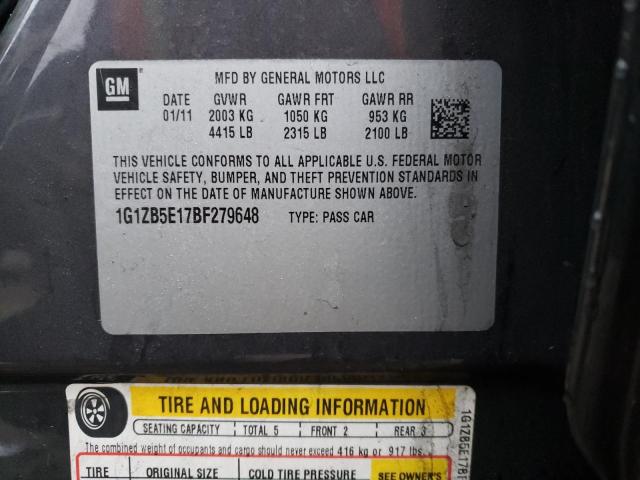 GM
MFD BY GENERAL MOTORS LLC
DATE GVWR GAWR FRT GAWR RR
01/11 2003 KG 1050 KG 953 KG
4415 LB 2315 LB 2100 LB
THIS VEHICLE CONFORMS TO ALL APPLICABLE U.S. FEDERAL MOTOR
VEHICLE SAFETY, BUMPER, AND THEFT PREVENTION STANDARDS IN
EFFECT ON THE DATE OF MANUFACTURE SHOWN ABOVE.
1G1ZB5E17BF279648 TYPE: PASS CAR
TIRE AND LOADING INFORMATION
SEATING CAPACITY TOTAL 5 FRONT 2 REAR 3
The combined weight of occupants and cargo should never exceed 416 kg or 917 lbs.
TIRE ORIGINAL SIZE COLD TIRE PRESSURE SEE OWNER'S
1G1ZB5E17BF